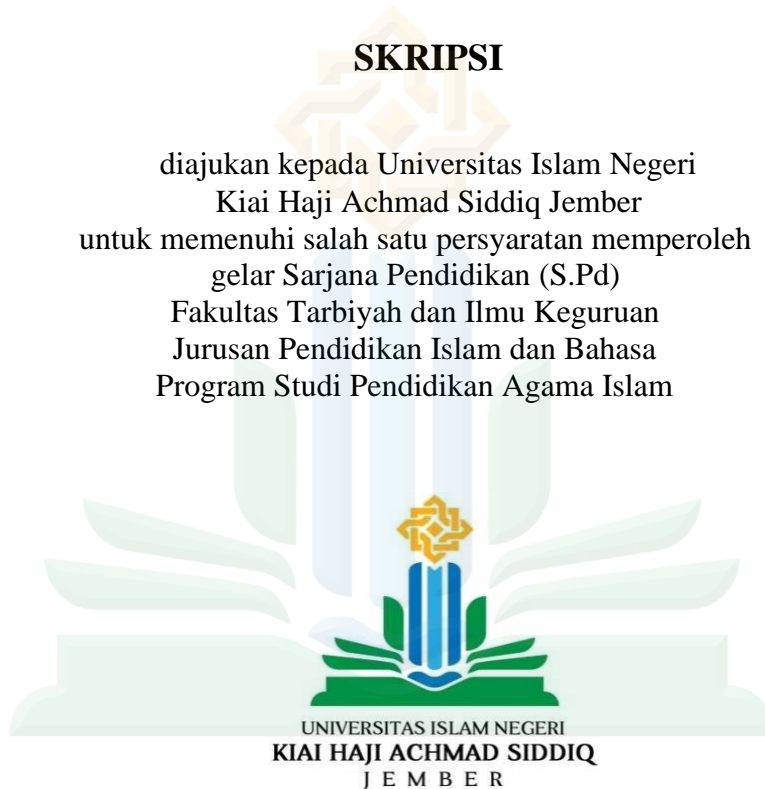 SKRIPSI
diajukan kepada Universitas Islam Negeri
Kiai Haji Achmad Siddiq Jember
untuk memenuhi salah satu persyaratan memperoleh
gelar Sarjana Pendidikan (S.Pd)
Fakultas Tarbiyah dan Ilmu Keguruan
Jurusan Pendidikan Islam dan Bahasa
Program Studi Pendidikan Agama Islam
UNIVERSITAS ISLAM NEGERI
KIAI HAJI ACHMAD SIDDIQ
J E M B E R